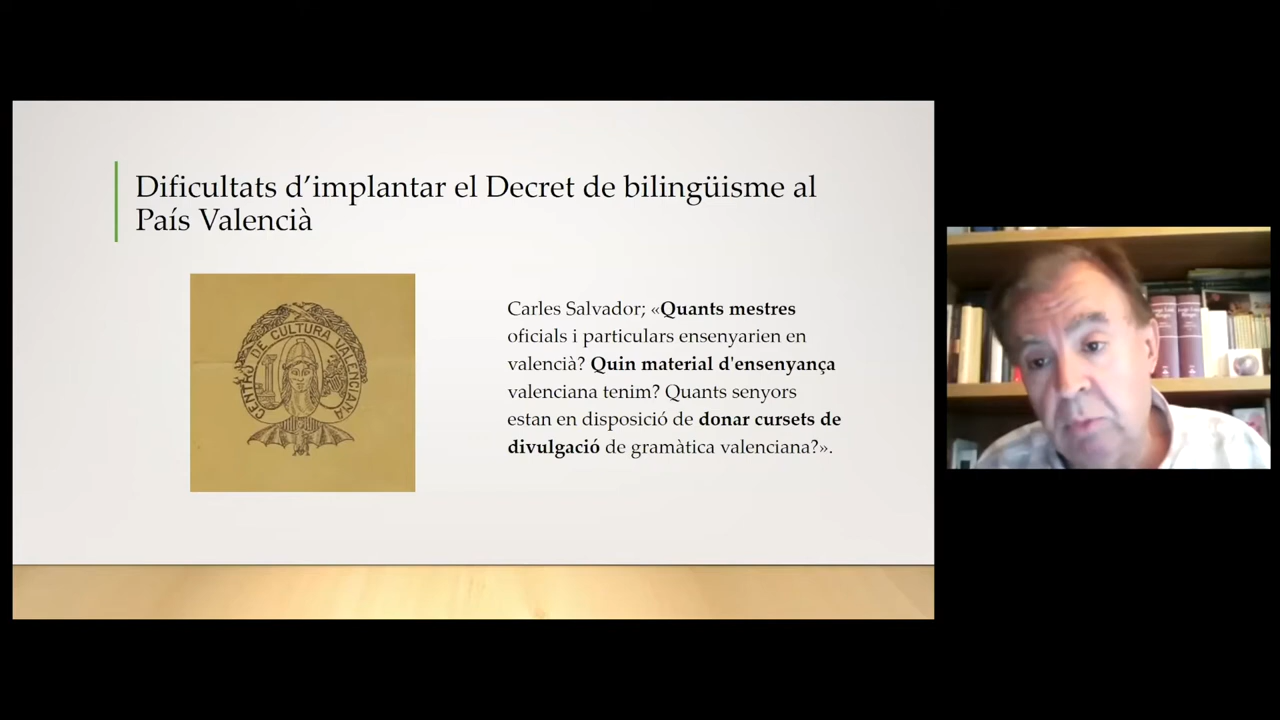 Dificultats d’implantar el Decret de bilingüisme al
País Valencià
CENTRO DE CULTURA VALENCIANA
Carles Salvador; «Quants mestres
oficials i particulars ensenyarien en
valencià? Quin material d'ensenyança
valenciana tenim? Quants senyors
estan en disposició de donar cursets de
divulgació de gramàtica valenciana?».